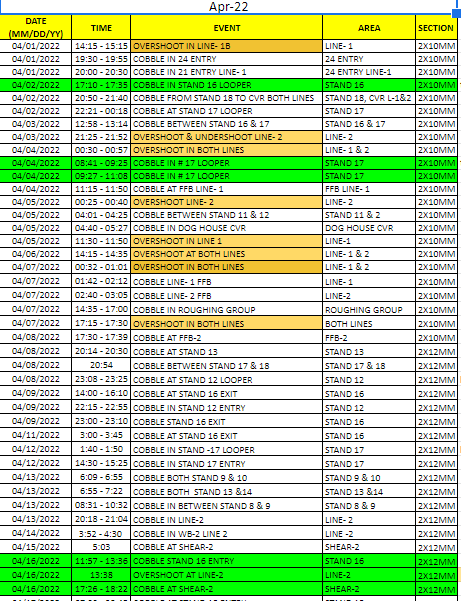 Apr-22
DATE (MM/DD/YY) TIME EVENT AREA SECTION
04/01/2022 14:15 - 15:15 OVERSHOOT IN LINE- 1B LINE- 1 2X10MM
04/01/2022 19:30 - 19:55 COBBLE IN 24 ENTRY 24 ENTRY 2X10MM
04/01/2022 20:00 - 20:30 COBBLE IN 21 ENTRY LINE- 1 24 ENTRY LINE-1 2X10MM
04/02/2022 17:10 - 17:35 COBBLE IN STAND 16 LOOPER STAND 16 2X10MM
04/02/2022 20:50 - 21:40 COBBLE FROM STAND 18 TO CVR BOTH LINES STAND 18, CVR L-1&2 2X10MM
04/02/2022 22:21 - 00:18 COBBLE AT STAND 17 LOOPER STAND 17 2X10MM
04/03/2022 12:58 - 13:14 COBBLE BETWEEN STAND 16 & 17 STAND 16 & 17 2X10MM
04/03/2022 21:25 - 21:52 OVERSHOOT & UNDERSHOOT LINE- 2 LINE- 2 2X10MM
04/04/2022 00:30 - 00:57 OVERSHOOT IN BOTH LINES LINE- 1 & 2 2X10MM
04/04/2022 08:41 - 09:25 COBBLE IN # 17 LOOPER STAND 17 2X10MM
04/04/2022 09:27 - 11:08 COBBLE IN # 17 LOOPER STAND 17 2X10MM
04/04/2022 11:15 - 11:50 COBBLE AT FFB LINE- 1 FFB LINE- 1 2X10MM
04/05/2022 00:25 - 00:40 OVERSHOOT LINE- 2 LINE- 2 2X10MM
04/05/2022 04:01 - 04:25 COBBLE BETWEEN STAND 11 & 12 STAND 11 & 2 2X10MM
04/05/2022 04:40 - 05:27 COBBLE IN DOG HOUSE CVR DOG HOUSE CVR 2X10MM
04/05/2022 11:30 - 11:50 OVERSHOOT IN LINE 1 LINE-1 2X10MM
04/06/2022 14:15 - 14:35 OVERSHOOT AT BOTH LINES LINE- 1 & 2 2X10MM
04/07/2022 00:32 - 01:01 OVERSHOOT IN BOTH LINES LINE- 1 & 2 2X10MM
04/07/2022 01:42 - 02:12 COBBLE LINE- 1 FFB LINE- 1 2X10MM
04/07/2022 02:40 - 03:05 COBBLE LINE- 2 FFB LINE-2 2X10MM
04/07/2022 14:35 - 17:00 COBBLE IN ROUGHING GROUP ROUGHING GROUP 2X10MM
04/07/2022 17:15 - 17:30 OVERSHOOT IN BOTH LINES BOTH LINES 2X10MM
04/08/2022 17:30 - 17:39 COBBLE AT FFB-2 FFB-2 2X10MM
04/08/2022 20:14 - 20:30 COBBLE AT STAND 13 STAND 13 2X12MM
04/08/2022 20:54 COBBLE BETWEEN STAND 17 & 18 STAND 17 & 18 2X12MM
04/08/2022 23:08 - 23:25 COBBLE AT STAND 12 LOOPER STAND 12 2X12MM
04/09/2022 14:00 - 16:10 COBBLE AT STAND 16 EXIT STAND 16 2X12MM
04/09/2022 22:15 - 22:55 COBBLE IN STAND 12 ENTRY STAND 12 2X12MM
04/09/2022 23:00 - 23:10 COBBLE STAND 16 EXIT STAND 16 2X12MM
04/11/2022 3:00 - 3:45 COBBLE AT STAND 16 EXIT STAND 16 2X12MM
04/12/2022 1:40 - 1:50 COBBLE IN STAND -17 LOOPER STAND 17 2X12MM
04/12/2022 14:30 - 15:25 COBBLE IN STAND 17 ENTRY STAND 17 2X12MM
04/13/2022 6:09 - 6:55 COBBLE BOTH STAND 9 & 10 STAND 9 & 10 2X12MM
04/13/2022 6:55 - 7:22 COBBLE BOTH STAND 13 &14 STAND 13 &14 2X12MM
04/13/2022 08:31 - 10:32 COBBLE IN BETWEEN STAND 8 & 9 STAND 8 & 9 2X12MM
04/13/2022 20:18 - 21:04 COBBLE IN LINE-2 LINE- 2 2X12MM
04/14/2022 3:52 - 4:30 COBBLE IN WB-2 LINE 2 LINE -2 2X12MM
04/15/2022 5:03 COBBLE AT SHEAR-2 SHEAR-2 2X12MM
04/16/2022 11:57 - 13:36 COBBLE STAND 16 ENTRY STAND 16 2X12MM
04/16/2022 13:38 OVERSHOOT AT LINE-2 LINE-2 2X12MM
04/16/2022 17:26 - 18:22 COBBLE AT SHEAR-2 SHEAR-2 2X12MM